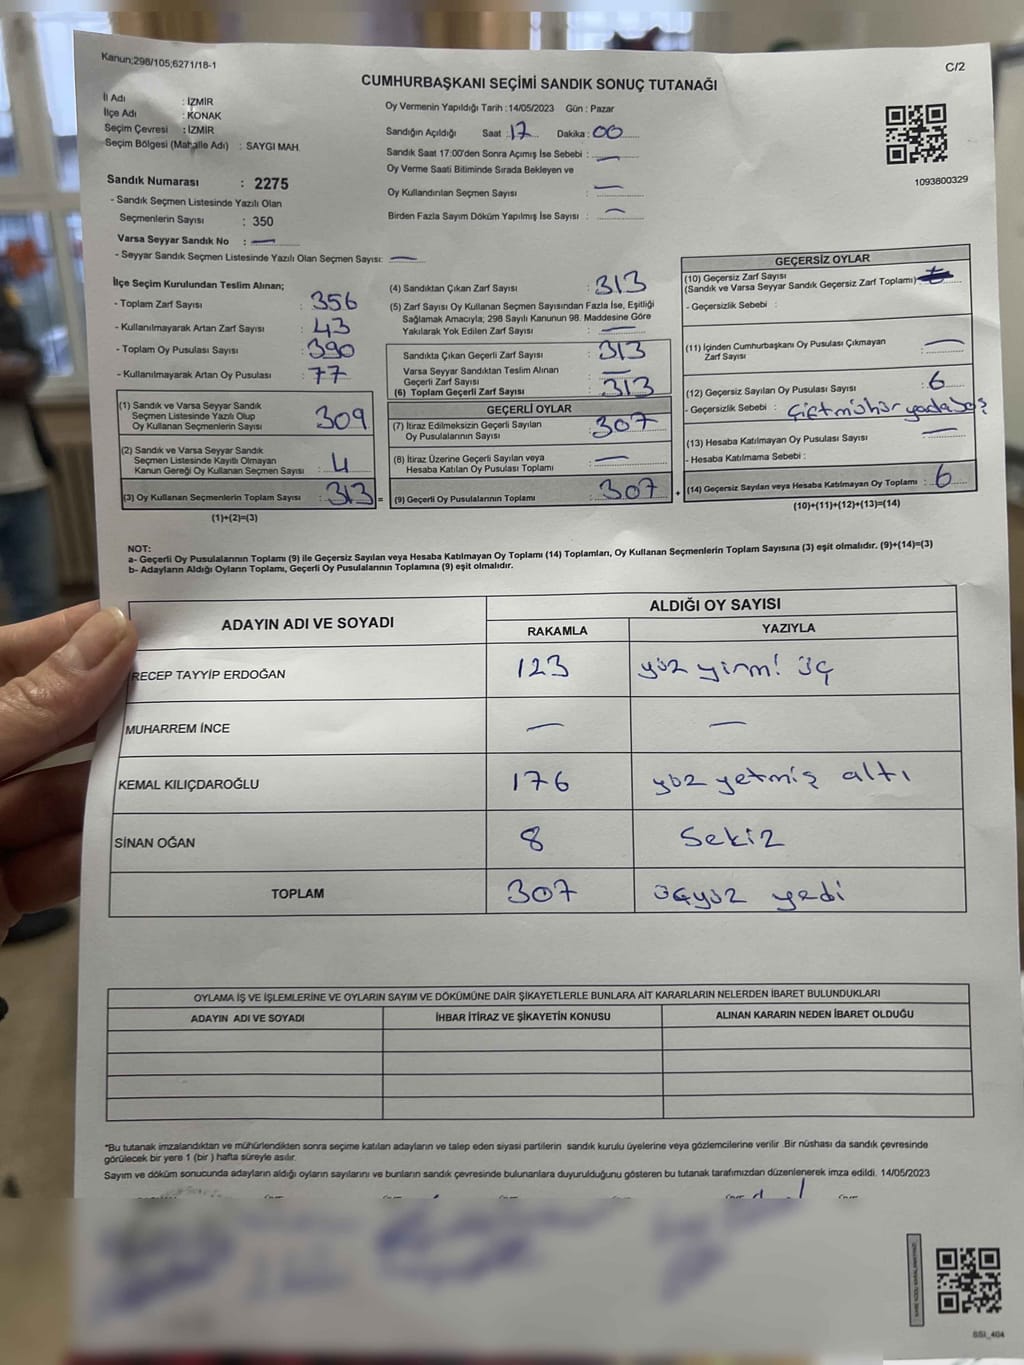 Kanun;298/105;6271/18-1
C/2
CUMHURBAŞKANI SEÇİMİ SANDIK SONUÇ TUTANAĞI
İl Adı : İZMİR
İlçe Adı : KONAK
Seçim Çevresi : İZMİR
Seçim Bölgesi (Mahalle Adı) : SAYGI MAH.
Sandık Numarası : 2275
- Sandık Seçmen Listesinde Yazılı Olan
Seçmenlerin Sayısı : 350
Varsa Seyyar Sandık No : —
- Seyyar Sandık Seçmen Listesinde Yazılı Olan Seçmen Sayısı: —
Oy Vermenin Yapıldığı Tarih : 14/05/2023 Gün : Pazar
Sandığın Açıldığı Saat : 17 Dakika : 00
Sandık Saat 17:00'den Sonra Açımış İse Sebebi : —
Oy Verme Saati Bitiminde Sırada Bekleyen ve
Oy Kullandırılan Seçmen Sayısı : —
Birden Fazla Sayım Döküm Yapılmış İse Sayısı : —
1093800329
İlçe Seçim Kurulundan Teslim Alınan;
- Toplam Zarf Sayısı : 356
- Kullanılmayarak Artan Zarf Sayısı : 43
- Toplam Oy Pusulası Sayısı : 390
- Kullanılmayarak Artan Oy Pusulası : 77
(1) Sandık ve Varsa Seyyar Sandık
Seçmen Listesinde Yazılı Olup
Oy Kullanan Seçmenlerin Sayısı : 309
(2) Sandık ve Varsa Seyyar Sandık
Seçmen Listesinde Kayıtlı Olmayan
Kanun Gereği Oy Kullanan Seçmen Sayısı : 4
(3) Oy Kullanan Seçmenlerin Toplam Sayısı : 313 =
(1)+(2)=(3)
(4) Sandıktan Çıkan Zarf Sayısı : 313
(5) Zarf Sayısı Oy Kullanan Seçmen Sayısından Fazla İse, Eşitliği
Sağlamak Amacıyla; 298 Sayılı Kanunun 98. Maddesine Göre
Yakılarak Yok Edilen Zarf Sayısı : —
Sandıkta Çıkan Geçerli Zarf Sayısı : 313
Varsa Seyyar Sandıktan Teslim Alınan
Geçerli Zarf Sayısı : —
(6) Toplam Geçerli Zarf Sayısı : 313
GEÇERLİ OYLAR
(7) İtiraz Edilmeksizin Geçerli Sayılan
Oy Pusulalarının Sayısı : 307
(8) İtiraz Üzerine Geçerli Sayılan veya
Hesaba Katılan Oy Pusulası Toplamı : —
(9) Geçerli Oy Pusulalarının Toplamı : 307 +
GEÇERSİZ OYLAR
(10) Geçersiz Zarf Sayısı
(Sandık ve Varsa Seyyar Sandık Geçersiz Zarf Toplamı)
- Geçersizlik Sebebi :
(11) İçinden Cumhurbaşkanı Oy Pusulası Çıkmayan
Zarf Sayısı : —
(12) Geçersiz Sayılan Oy Pusulası Sayısı : 6
- Geçersizlik Sebebi : Çift mühür yada boş
(13) Hesaba Katılmayan Oy Pusulası Sayısı : —
- Hesaba Katılmama Sebebi :
(14) Geçersiz Sayılan veya Hesaba Katılmayan Oy Toplamı : 6
(10)+(11)+(12)+(13)=(14)
NOT:
a- Geçerli Oy Pusulalarının Toplamı (9) ile Geçersiz Sayılan veya Hesaba Katılmayan Oy Toplamı (14) Toplamları, Oy Kullanan Seçmenlerin Toplam Sayısına (3) eşit olmalıdır. (9)+(14)=(3)
b- Adayların Aldığı Oyların Toplamı, Geçerli Oy Pusulalarının Toplamına (9) eşit olmalıdır.
ADAYIN ADI VE SOYADI
ALDIĞI OY SAYISI
RAKAMLA YAZIYLA
RECEP TAYYİP ERDOĞAN 123 yüz yirmi üç
MUHARREM İNCE — —
KEMAL KILIÇDAROĞLU 176 yüz yetmiş altı
SİNAN OĞAN 8 Sekiz
TOPLAM 307 üçyüz yedi
OYLAMA İŞ VE İŞLEMLERİNE VE OYLARIN SAYIM VE DÖKÜMÜNE DAİR ŞİKAYETLERLE BUNLARA AİT KARARLARIN NELERDEN İBARET BULUNDUKLARI
ADAYIN ADI VE SOYADI İHBAR İTİRAZ VE ŞİKAYETİN KONUSU ALINAN KARARIN NEDEN İBARET OLDUĞU
*Bu tutanak imzalandıktan ve mühürlendikten sonra seçime katılan adayların ve talep eden siyasi partilerin sandık kurulu üyelerine veya gözlemcilerine verilir .Bir nüshası da sandık çevresinde
görülecek bir yere 1 (bir ) hafta süreyle asılır.
Sayım ve döküm sonucunda adayların aldığı oyların sayılarını ve bunların sandık çevresinde bulunanlara duyurulduğunu gösteren bu tutanak tarafımızdan düzenlenerek imza edildi. 14/05/2023